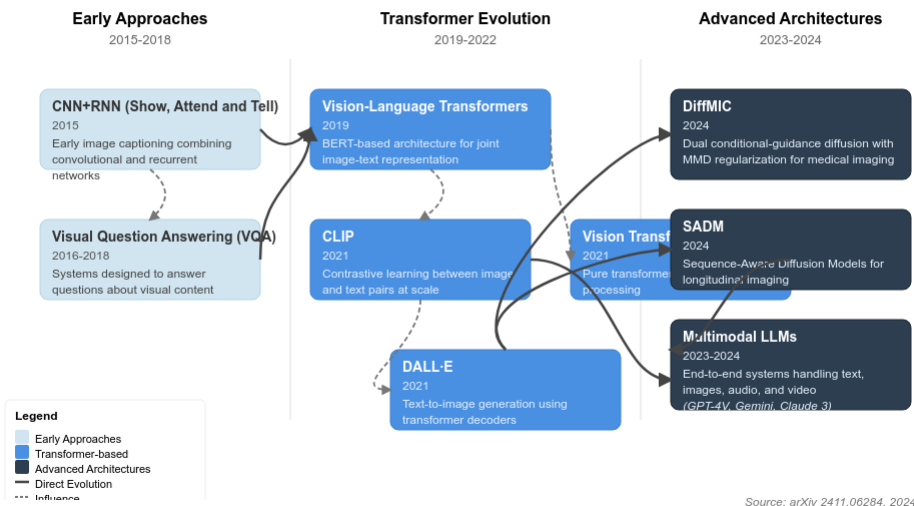 Early Approaches
2015-2018
Transformer Evolution
2019-2022
Advanced Architectures
2023-2024
CNN+RNN (Show, Attend and Tell)
2015
Early image captioning combining
convolutional and recurrent
networks
Visual Question Answering (VQA)
2016-2018
Systems designed to answer
questions about visual content
Vision-Language Transformers
2019
BERT-based architecture for joint
image-text representation
CLIP
2021
Contrastive learning between image
and text pairs at scale
Vision Transf
2021
Pure transformer
processing
DALL·E
2021
Text-to-image generation using
transformer decoders
DiffMIC
2024
Dual conditional-guidance diffusion with
MMD regularization for medical imaging
SADM
2024
Sequence-Aware Diffusion Models for
longitudinal imaging
Multimodal LLMs
2023-2024
End-to-end systems handling text,
images, audio, and video
(GPT-4V, Gemini, Claude 3)
Legend
Early Approaches
Transformer-based
Advanced Architectures
Direct Evolution
Influence
Source: arXiv 2411.06284, 2024